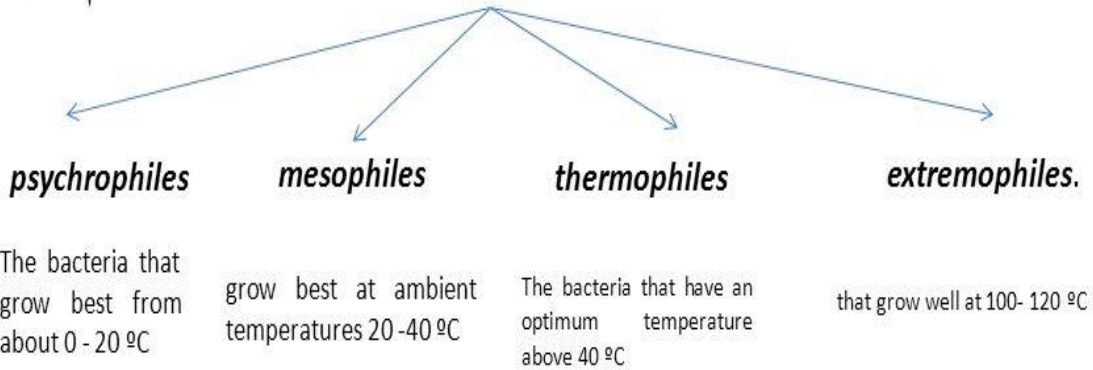 psychrophiles
mesophiles
thermophiles
extremophiles.
The bacteria that
grow best from
about 0 - 20 ºC
grow best at ambient
temperatures 20 -40 ºC
The bacteria that have an
optimum temperature
above 40 ºC
that grow well at 100- 120 ºC